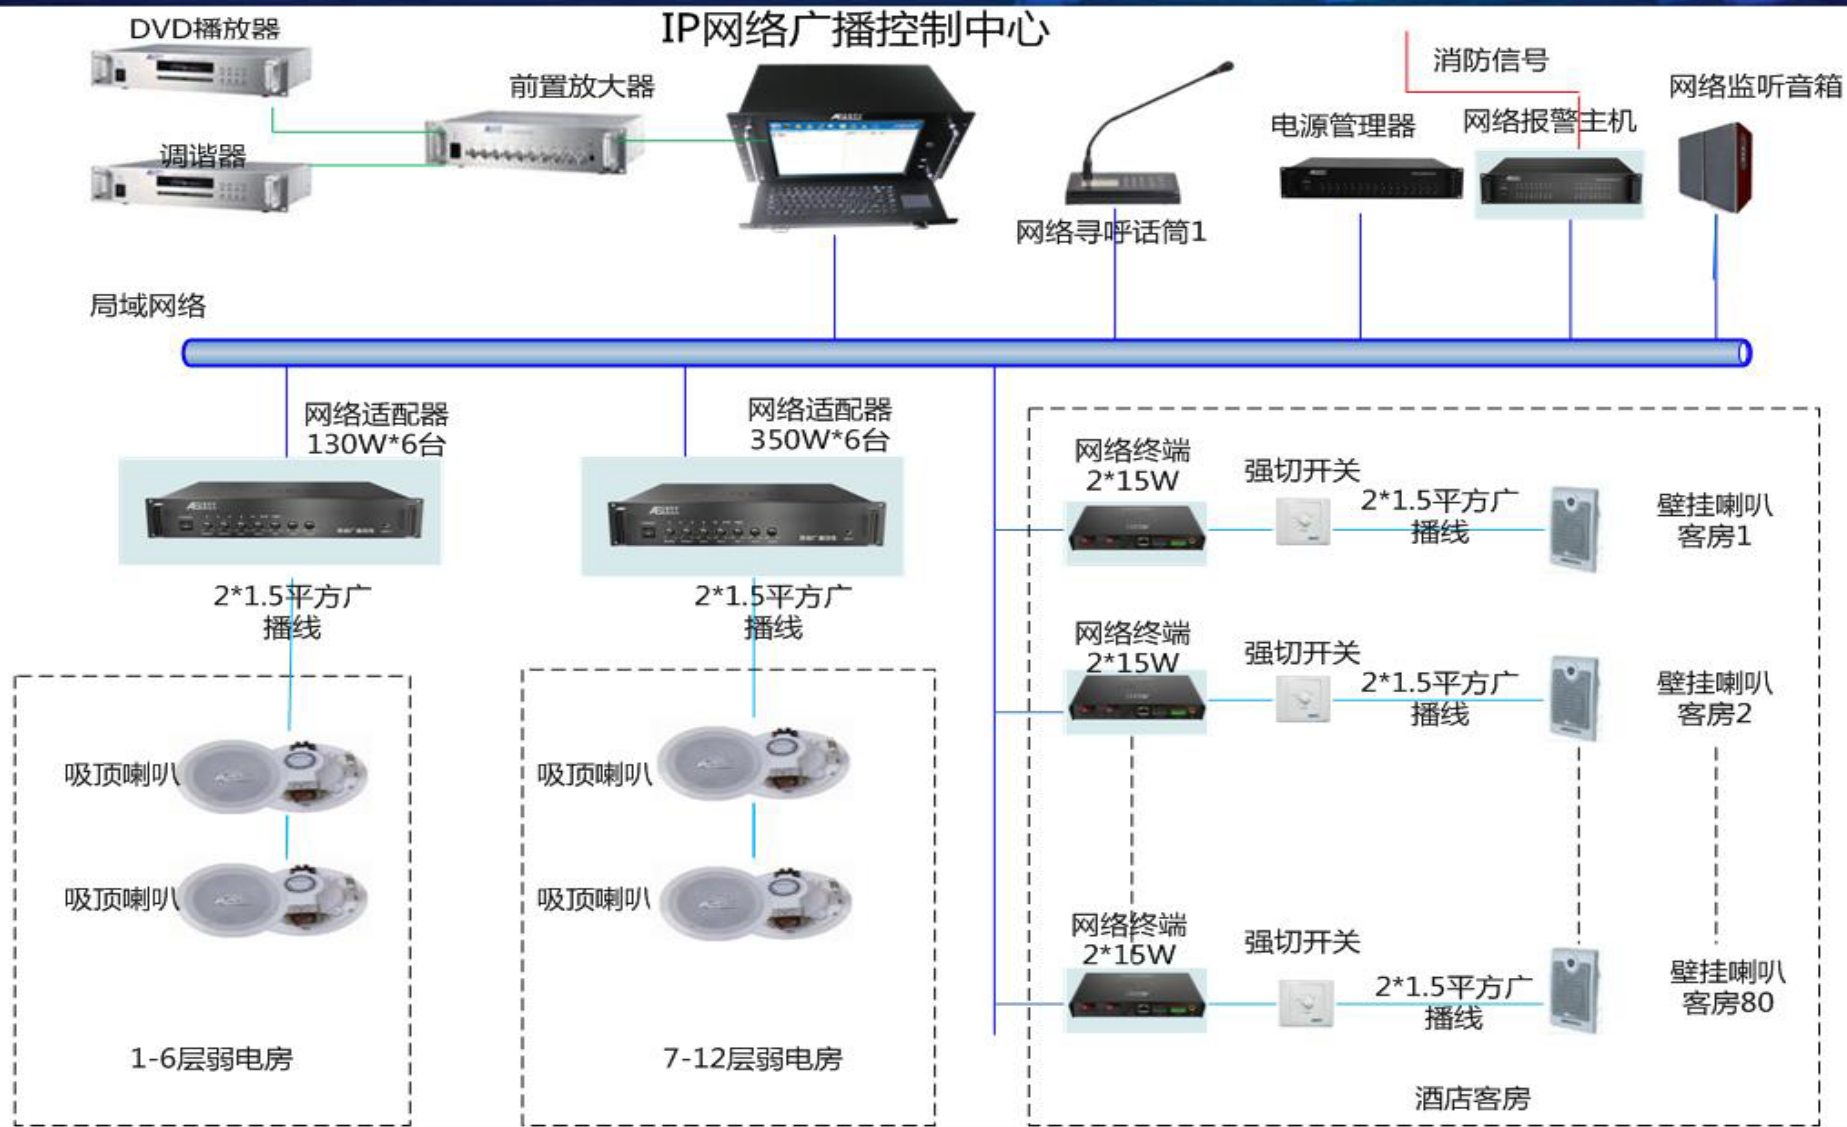 IP网络广播控制中心
DVD播放器
前置放大器
调谐器
网络寻呼话筒1
电源管理器
消防信号
网络报警主机
网络监听音箱
局域网络
网络适配器
130W*6台
2*1.5平方广
播线
吸顶喇叭
吸顶喇叭
1-6层弱电房
网络适配器
350W*6台
2*1.5平方广
播线
吸顶喇叭
吸顶喇叭
7-12层弱电房
网络终端
2*15W
强切开关
2*1.5平方广
播线
壁挂喇叭
客房1
网络终端
2*15W
强切开关
2*1.5平方广
播线
壁挂喇叭
客房2
网络终端
2*15W
强切开关
2*1.5平方广
播线
壁挂喇叭
客房80
酒店客房